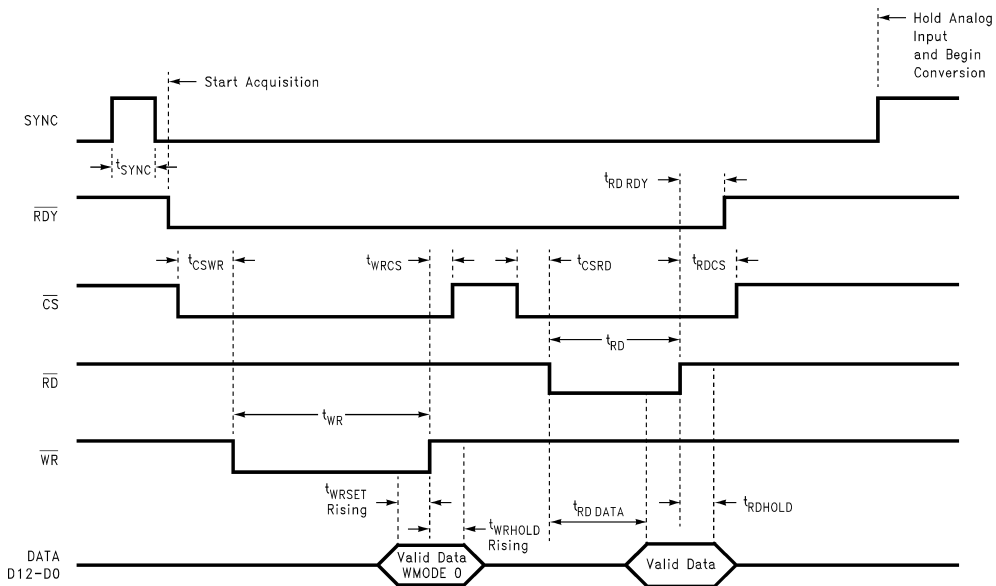 Hold Analog
Input
and Begin
Conversion
Start Acquisition
SYNC
tSYNC
tRD RDY
RDY
tCSWR
tWRCS
tCSRD
tRDCS
CS
tRD
RD
tWR
WR
tWRSET
Rising
tWRHOLD
Rising
tRD DATA
tRDHOLD
DATA
D12-D0
Valid Data
WMODE 0
Valid Data